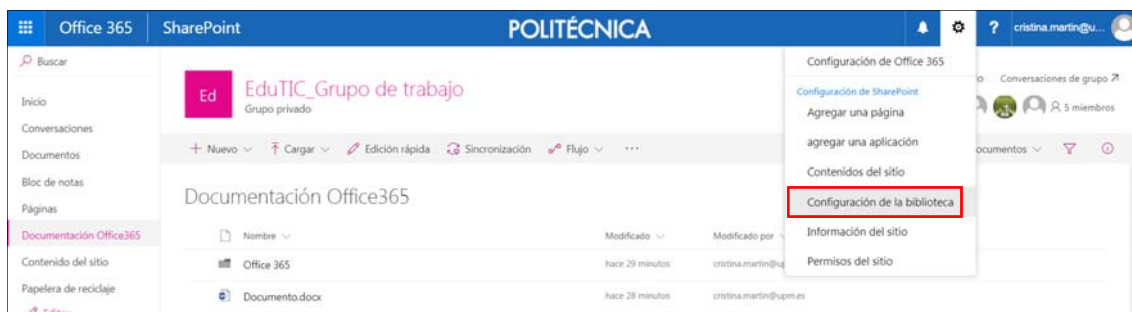 Office 365
SharePoint
POLITÉCNICA
?
cristina.martin@u...
Buscar
Inicio
Conversaciones
Documentos
Bloc de notas
Páginas
Documentación Office365
Contenido del sitio
Papelera de reciclaje
Editar
Ed
EduTIC_Grupo de trabajo
Grupo privado
Conversaciones de grupo
5 miembros
+ Nuevo
Cargar
Edición rápida
Sincronización
Flujo
...
ocumentos
Documentación Office365
Nombre
Modificado
Modificado por
Office 365
hace 29 minutos
Documento.docx
hace 28 minutos
cristina.martin@upm.es
Configuración de Office 365
Configuración de SharePoint
Agregar una página
agregar una aplicación
Contenidos del sitio
Configuración de la biblioteca
Información del sitio
Permisos del sitio